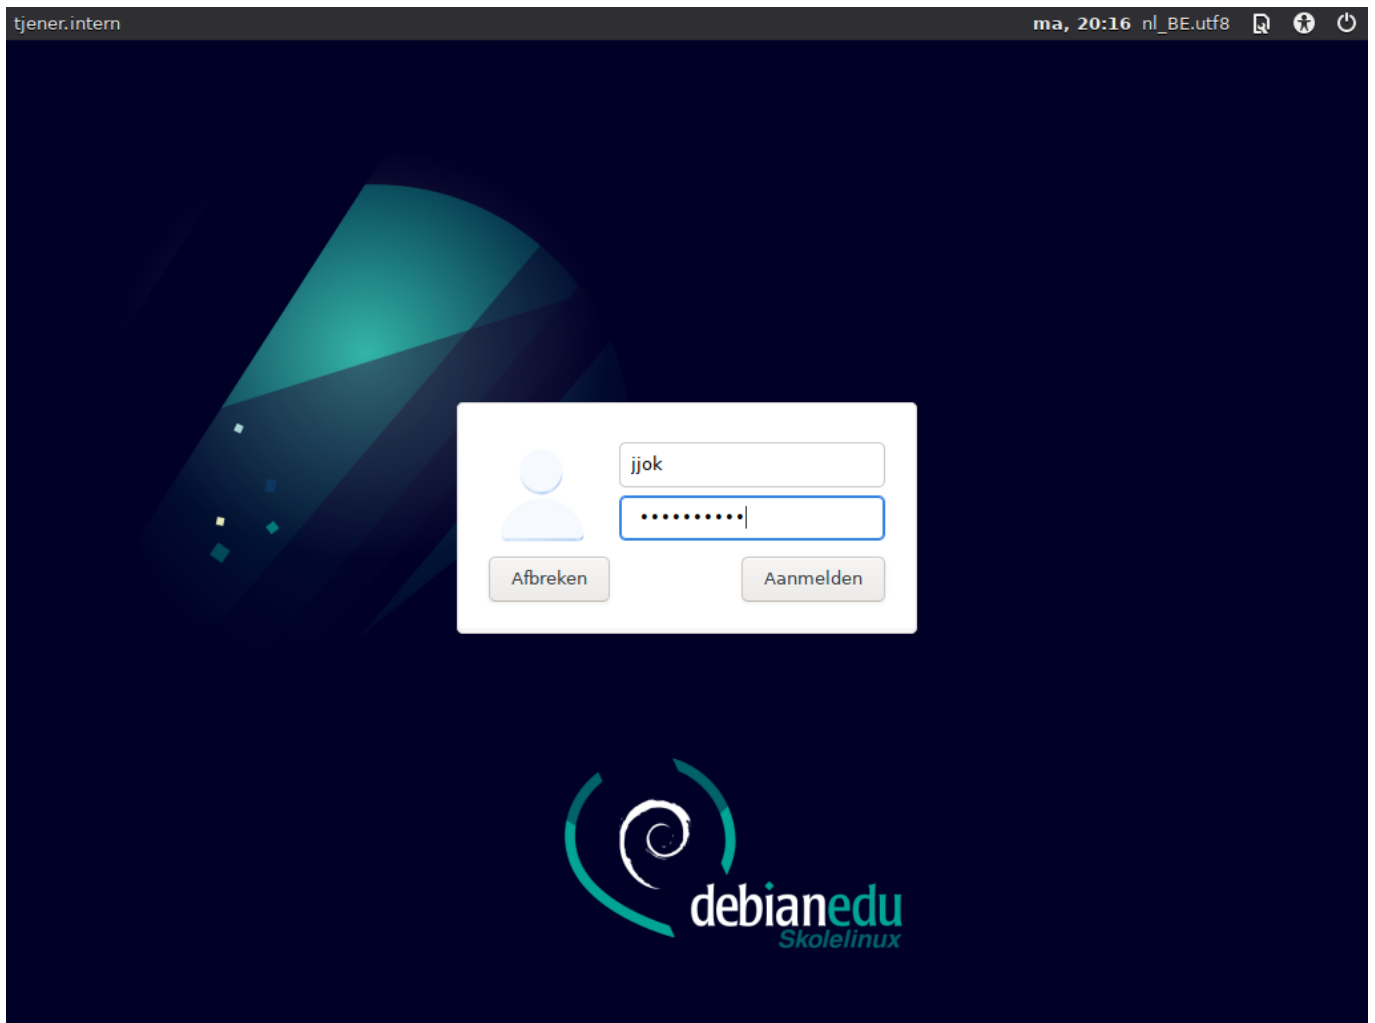 tjener.intern
ma, 20:16 nl_BE.utf8
jjok
••••••••••
Afbreken
Aanmelden
debianedu
Skolelinux